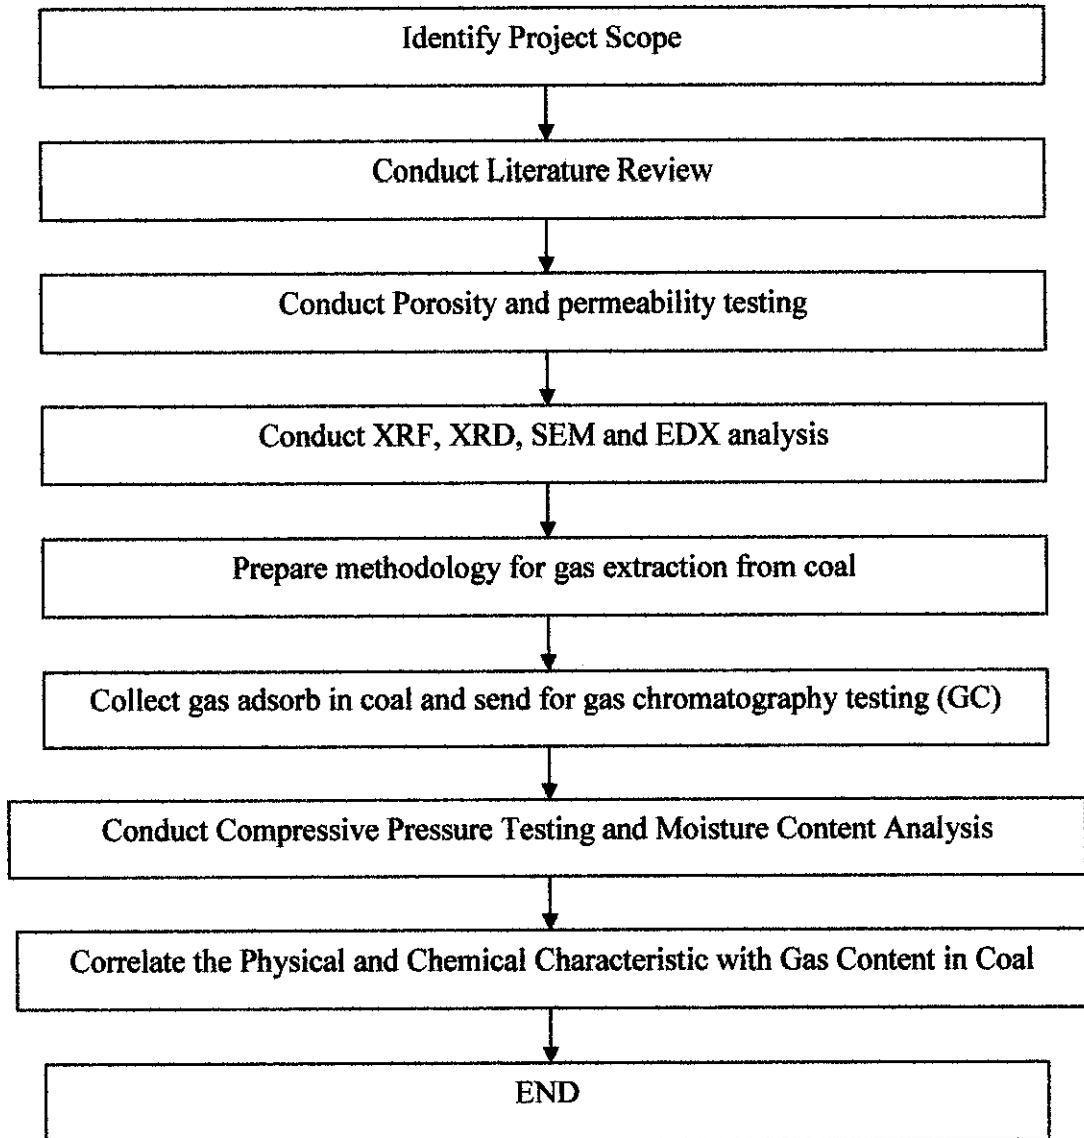 Identify Project Scope
Conduct Literature Review
Conduct Porosity and permeability testing
Conduct XRF, XRD, SEM and EDX analysis
Prepare methodology for gas extraction from coal
Collect gas adsorb in coal and send for gas chromatography testing (GC)
Conduct Compressive Pressure Testing and Moisture Content Analysis
Correlate the Physical and Chemical Characteristic with Gas Content in Coal
END